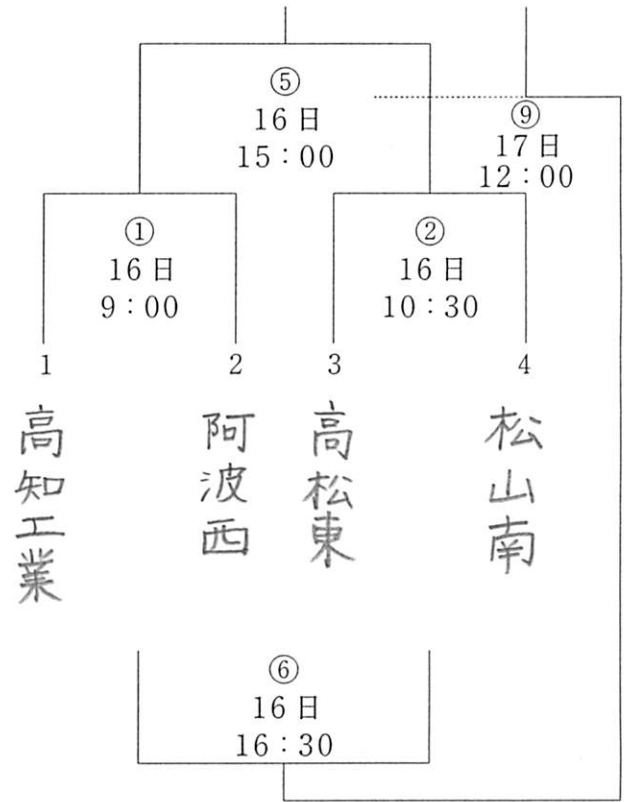 ⑤
16日
15：00
⑨
17日
12：00
①
16日
9：00
②
16日
10：30
1
2
3
4
高知工業
阿波西
高松東
松山南
⑥
16日
16：30